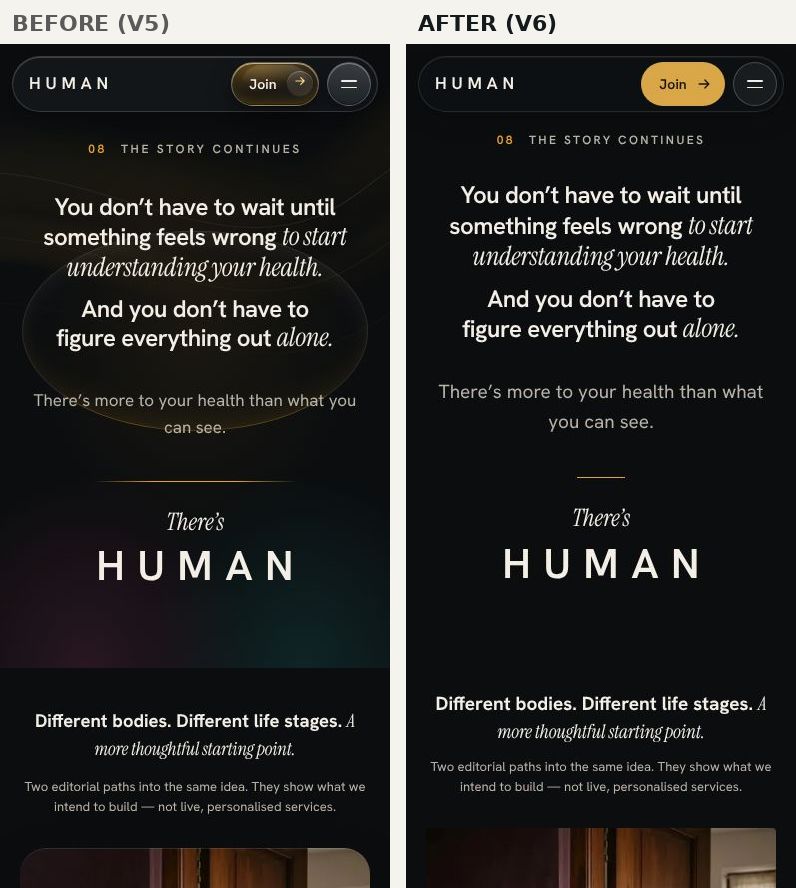 BEFORE (V5)
HUMAN
Join
08 THE STORY CONTINUES
You don’t have to wait until
something feels wrong to start
understanding your health.
And you don’t have to
figure everything out alone.
There’s more to your health than what you
can see.
There’s
HUMAN
Different bodies. Different life stages. A
more thoughtful starting point.
Two editorial paths into the same idea. They show what we
intend to build — not live, personalised services.
AFTER (V6)
HUMAN
Join
08 THE STORY CONTINUES
You don’t have to wait until
something feels wrong to start
understanding your health.
And you don’t have to
figure everything out alone.
There’s more to your health than what
you can see.
There’s
HUMAN
Different bodies. Different life stages. A
more thoughtful starting point.
Two editorial paths into the same idea. They show what we
intend to build — not live, personalised services.